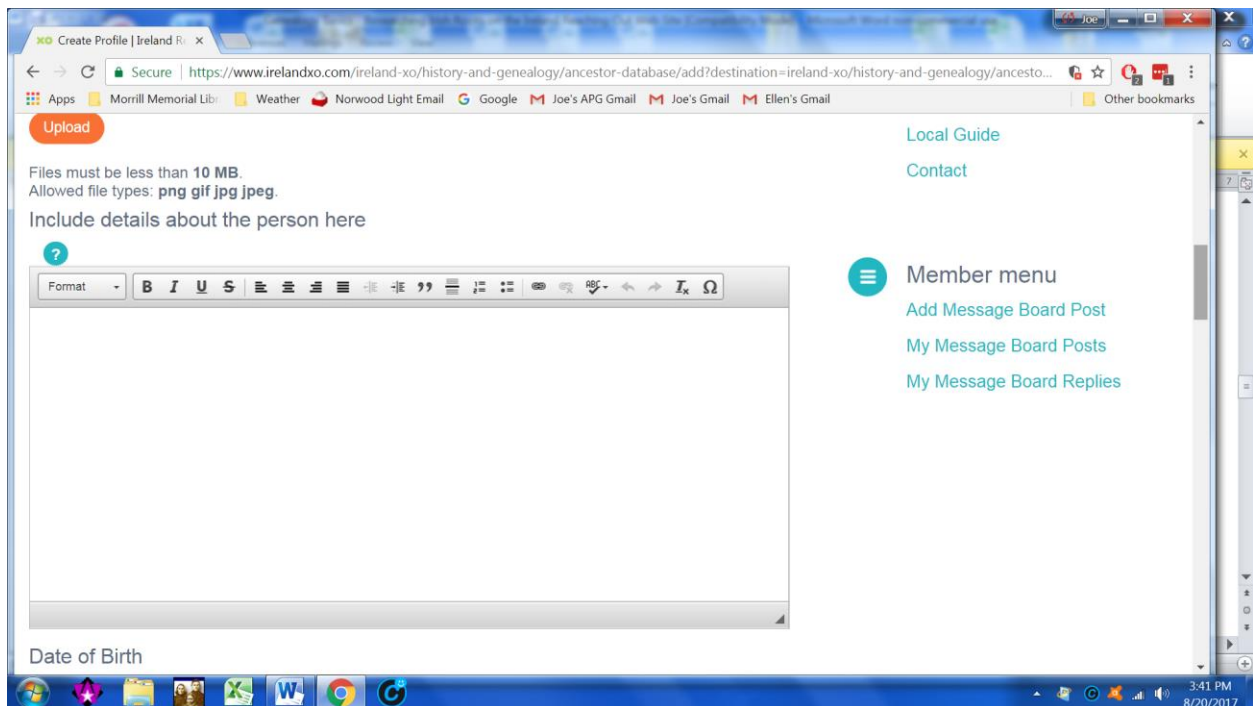 Joe
XO Create Profile | Ireland Re
Secure | https://www.irelandxo.com/ireland-xo/history-and-genealogy/ancestor-database/add?destination=ireland-xo/history-and-genealogy/ancesto...
Apps Morrill Memorial Libr Weather Norwood Light Email Google Joe's APG Gmail Joe's Gmail Ellen's Gmail Other bookmarks
Upload
Files must be less than 10 MB.
Allowed file types: png gif jpg jpeg.
Include details about the person here
?
Format B I U S ABC Tx Ω
Local Guide
Contact
Member menu
Add Message Board Post
My Message Board Posts
My Message Board Replies
Date of Birth
3:41 PM
8/20/2017